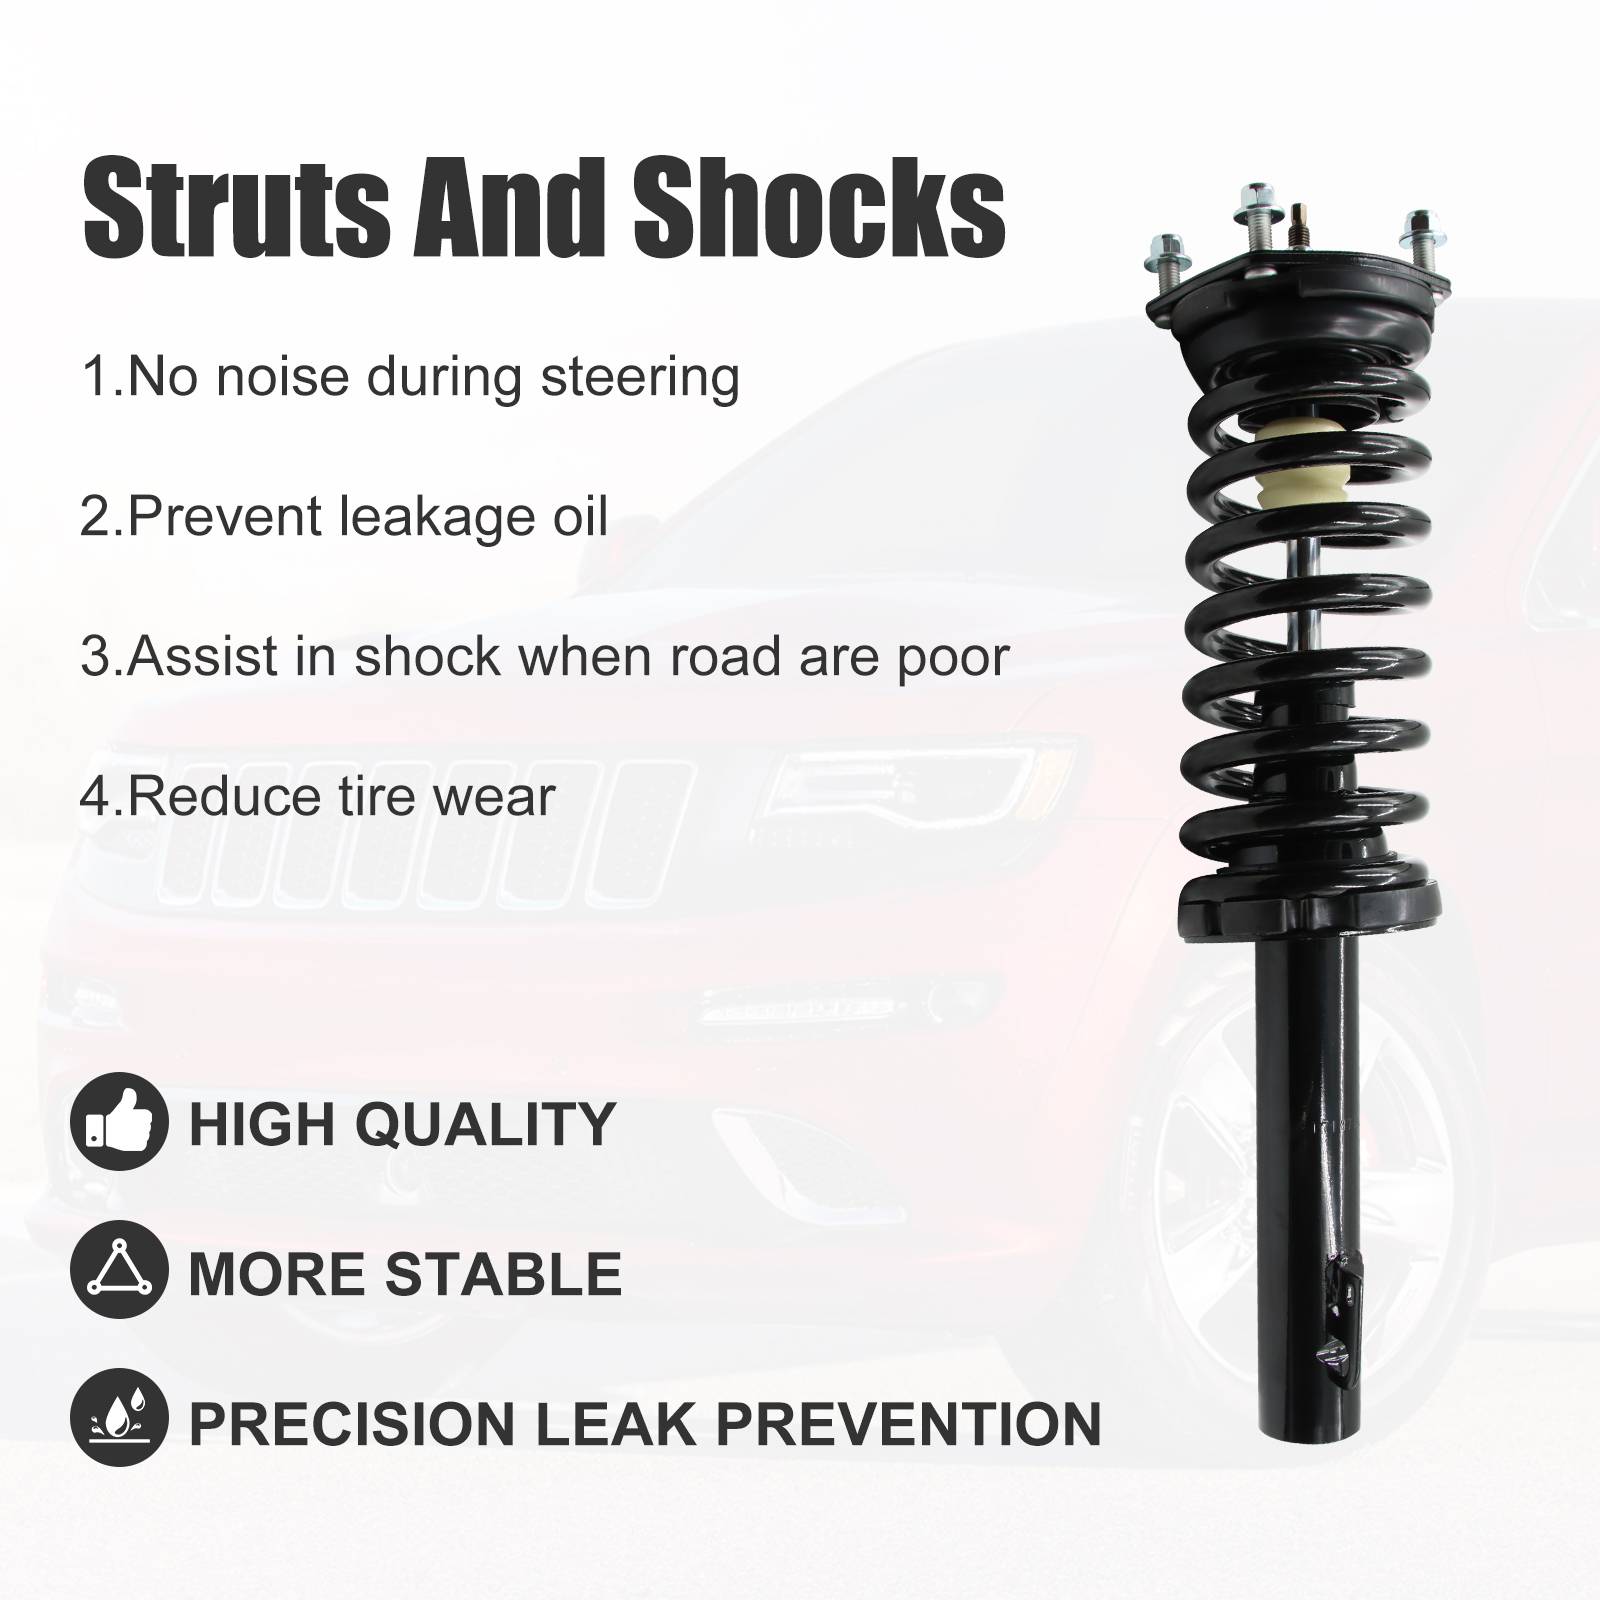 Struts And Shocks
1.No noise during steering
2.Prevent leakage oil
3.Assist in shock when road are poor
4.Reduce tire wear
HIGH QUALITY
MORE STABLE
PRECISION LEAK PREVENTION